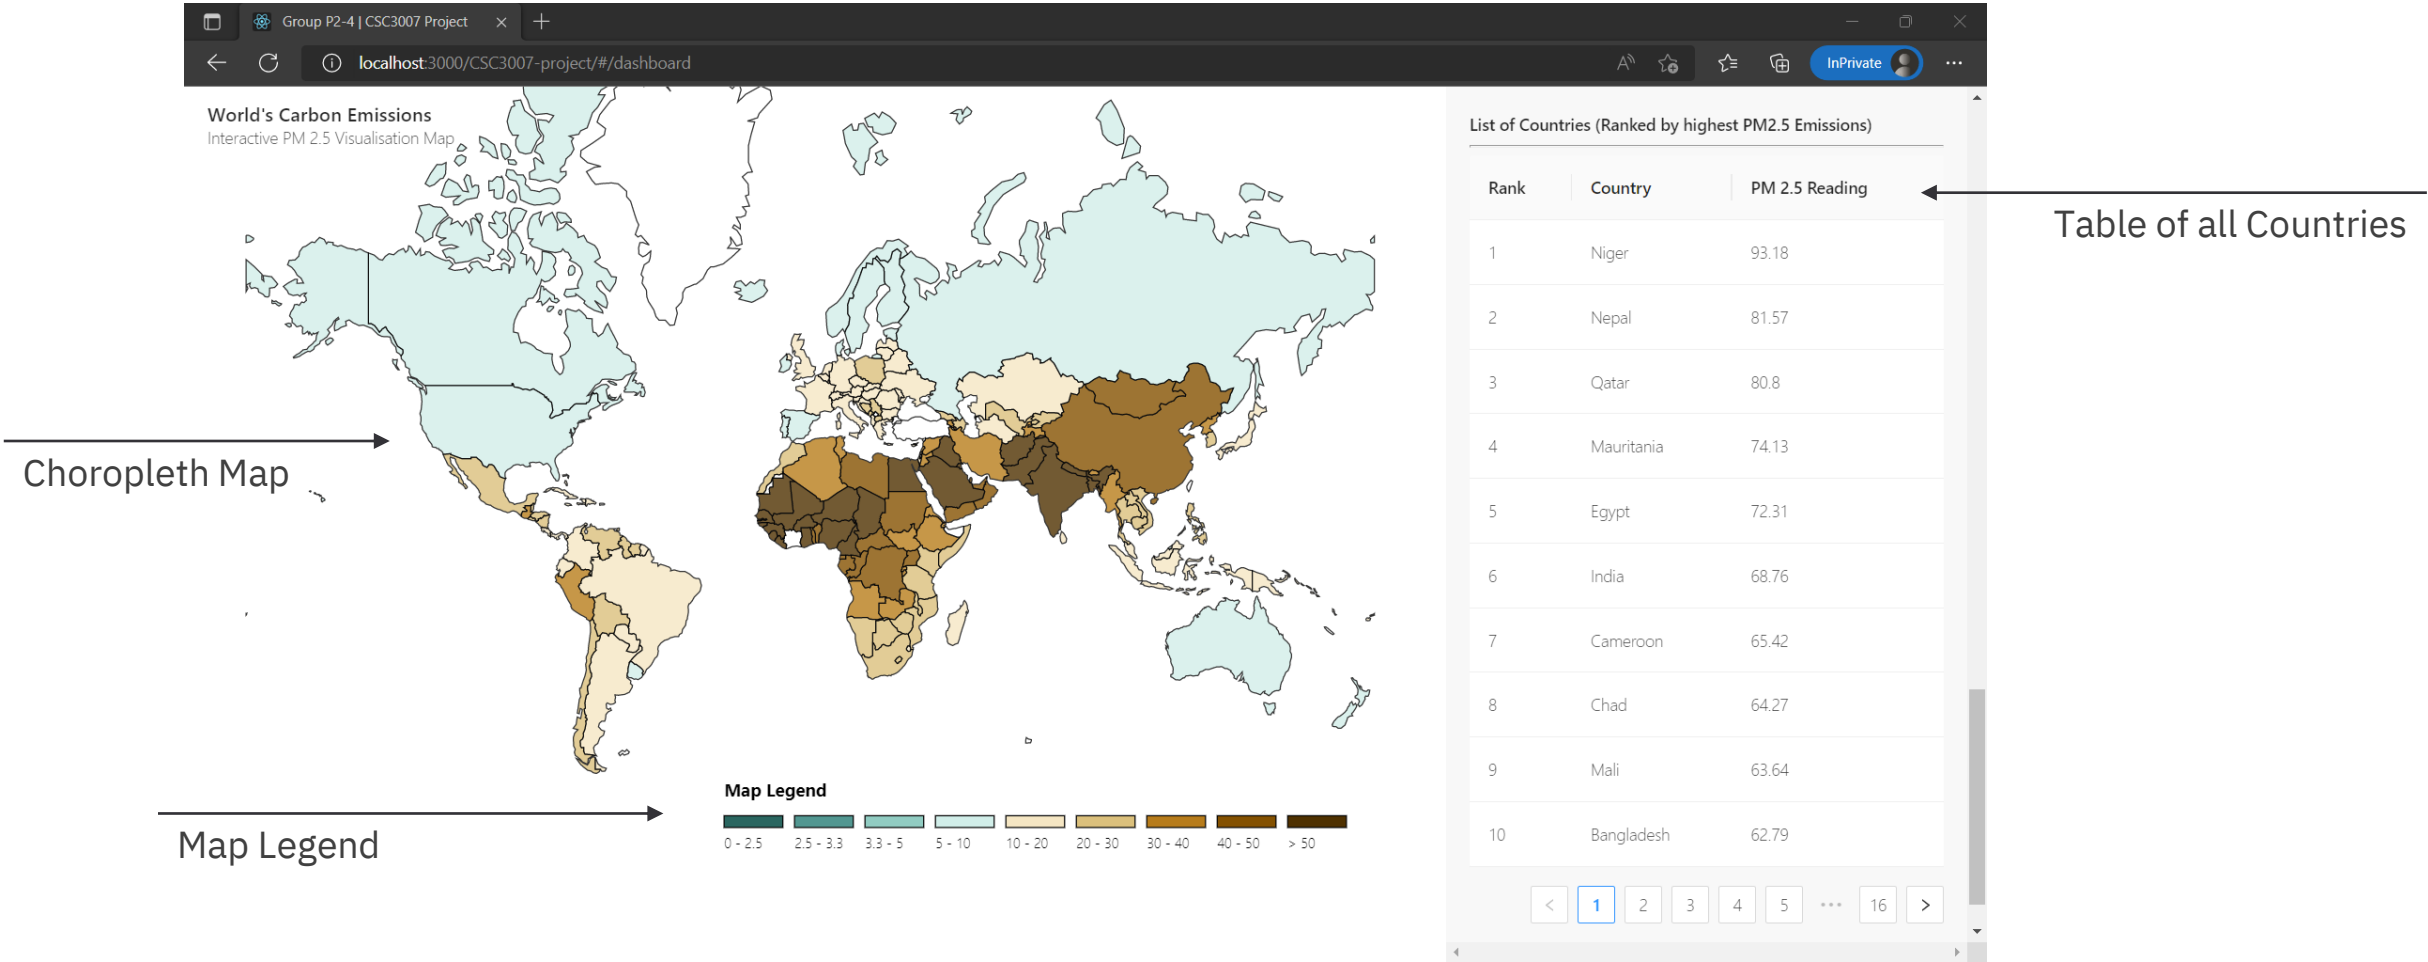 Group P2-4 | CSC3007 Project
localhost:3000/CSC3007-project/#/dashboard
InPrivate
World's Carbon Emissions
Interactive PM 2.5 Visualisation Map
List of Countries (Ranked by highest PM2.5 Emissions)
Rank Country PM 2.5 Reading
1 Niger 93.18
2 Nepal 81.57
3 Qatar 80.8
4 Mauritania 74.13
5 Egypt 72.31
6 India 68.76
7 Cameroon 65.42
8 Chad 64.27
9 Mali 63.64
10 Bangladesh 62.79
< 1 2 3 4 5 ••• 16 >
Table of all Countries
Choropleth Map
Map Legend
Map Legend
0 - 2.5 2.5 - 3.3 3.3 - 5 5 - 10 10 - 20 20 - 30 30 - 40 40 - 50 > 50